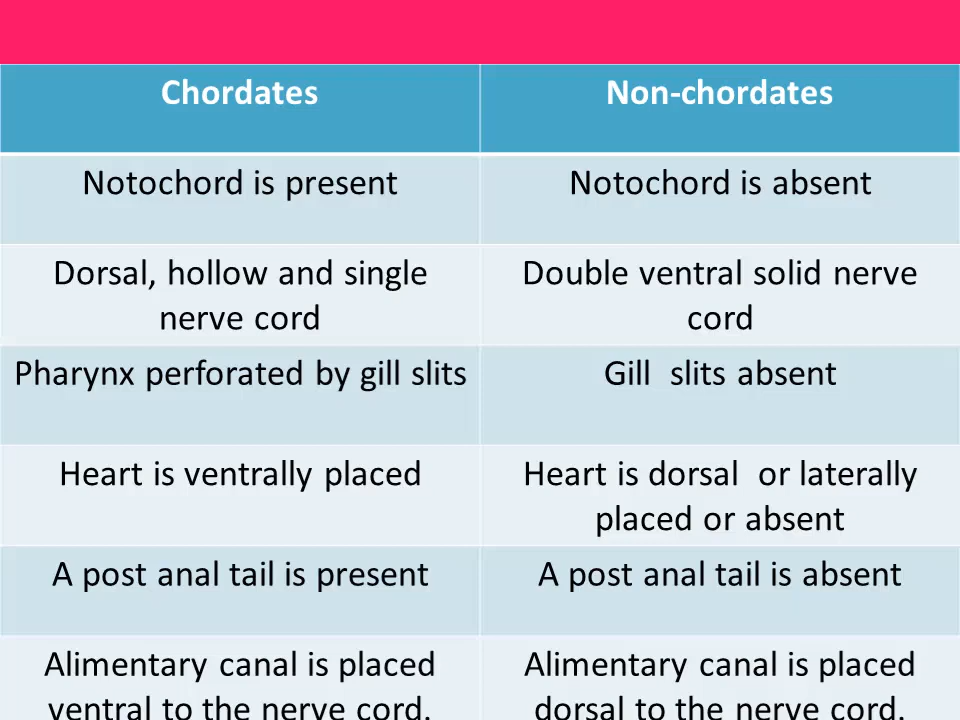 Chordates
Non-chordates
Notochord is present
Notochord is absent
Dorsal, hollow and single
nerve cord
Double ventral solid nerve
cord
Pharynx perforated by gill slits
Gill  slits absent
Heart is ventrally placed
Heart is dorsal  or laterally
placed or absent
A post anal tail is present
A post anal tail is absent
Alimentary canal is placed
ventral to the nerve cord.
Alimentary canal is placed
dorsal to the nerve cord.